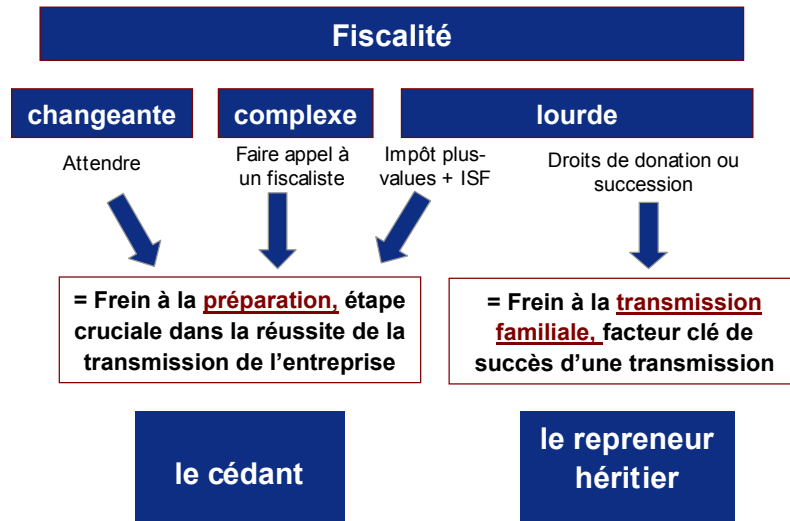 Fiscalité
changeante
complexe
lourde
Attendre
Faire appel à
un fiscaliste
Impôt plus-
values + ISF
Droits de donation ou
succession
= Frein à la préparation, étape
cruciale dans la réussite de la
transmission de l’entreprise
= Frein à la transmission
familiale, facteur clé de
succès d’une transmission
le cédant
le repreneur
héritier